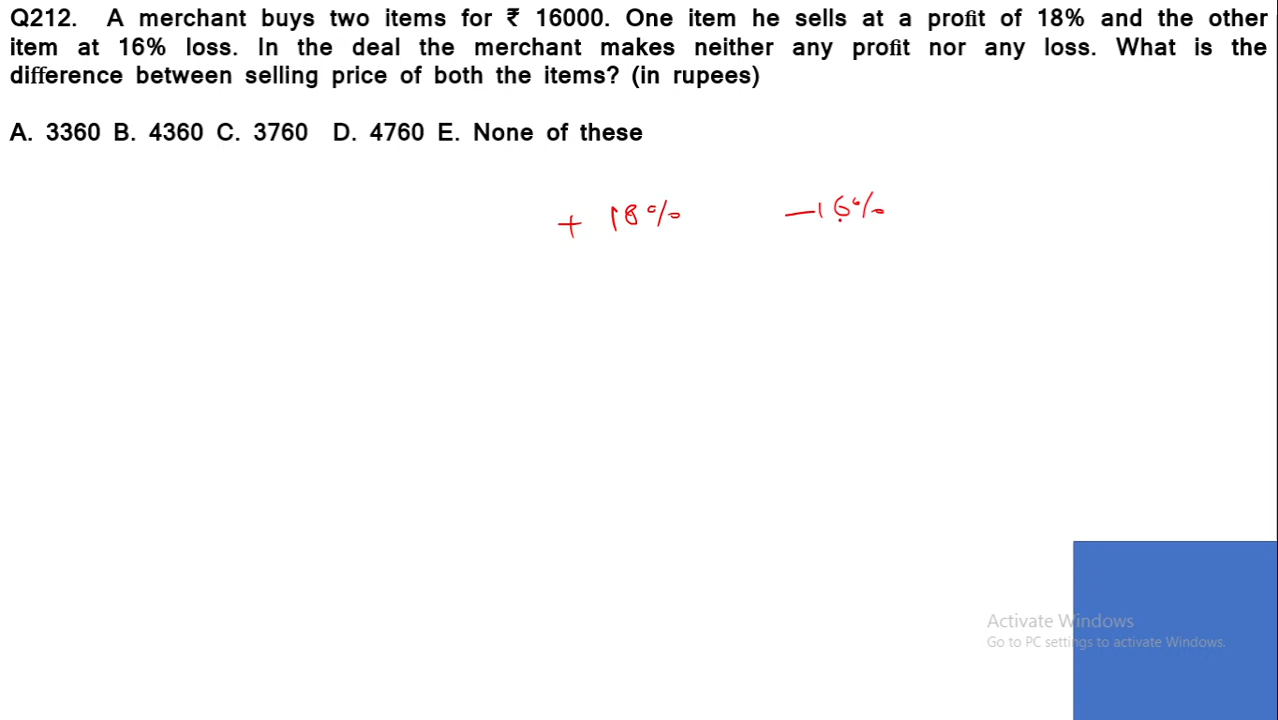 Q212. A merchant buys two items for ₹ 16000. One item he sells at a profit of 18% and the other
item at 16% loss. In the deal the merchant makes neither any profit nor any loss. What is the
difference between selling price of both the items? (in rupees)
A. 3360 B. 4360 C. 3760 D. 4760 E. None of these
+ 18% -16%
Activate Windows
Go to PC settings to activate Windows.